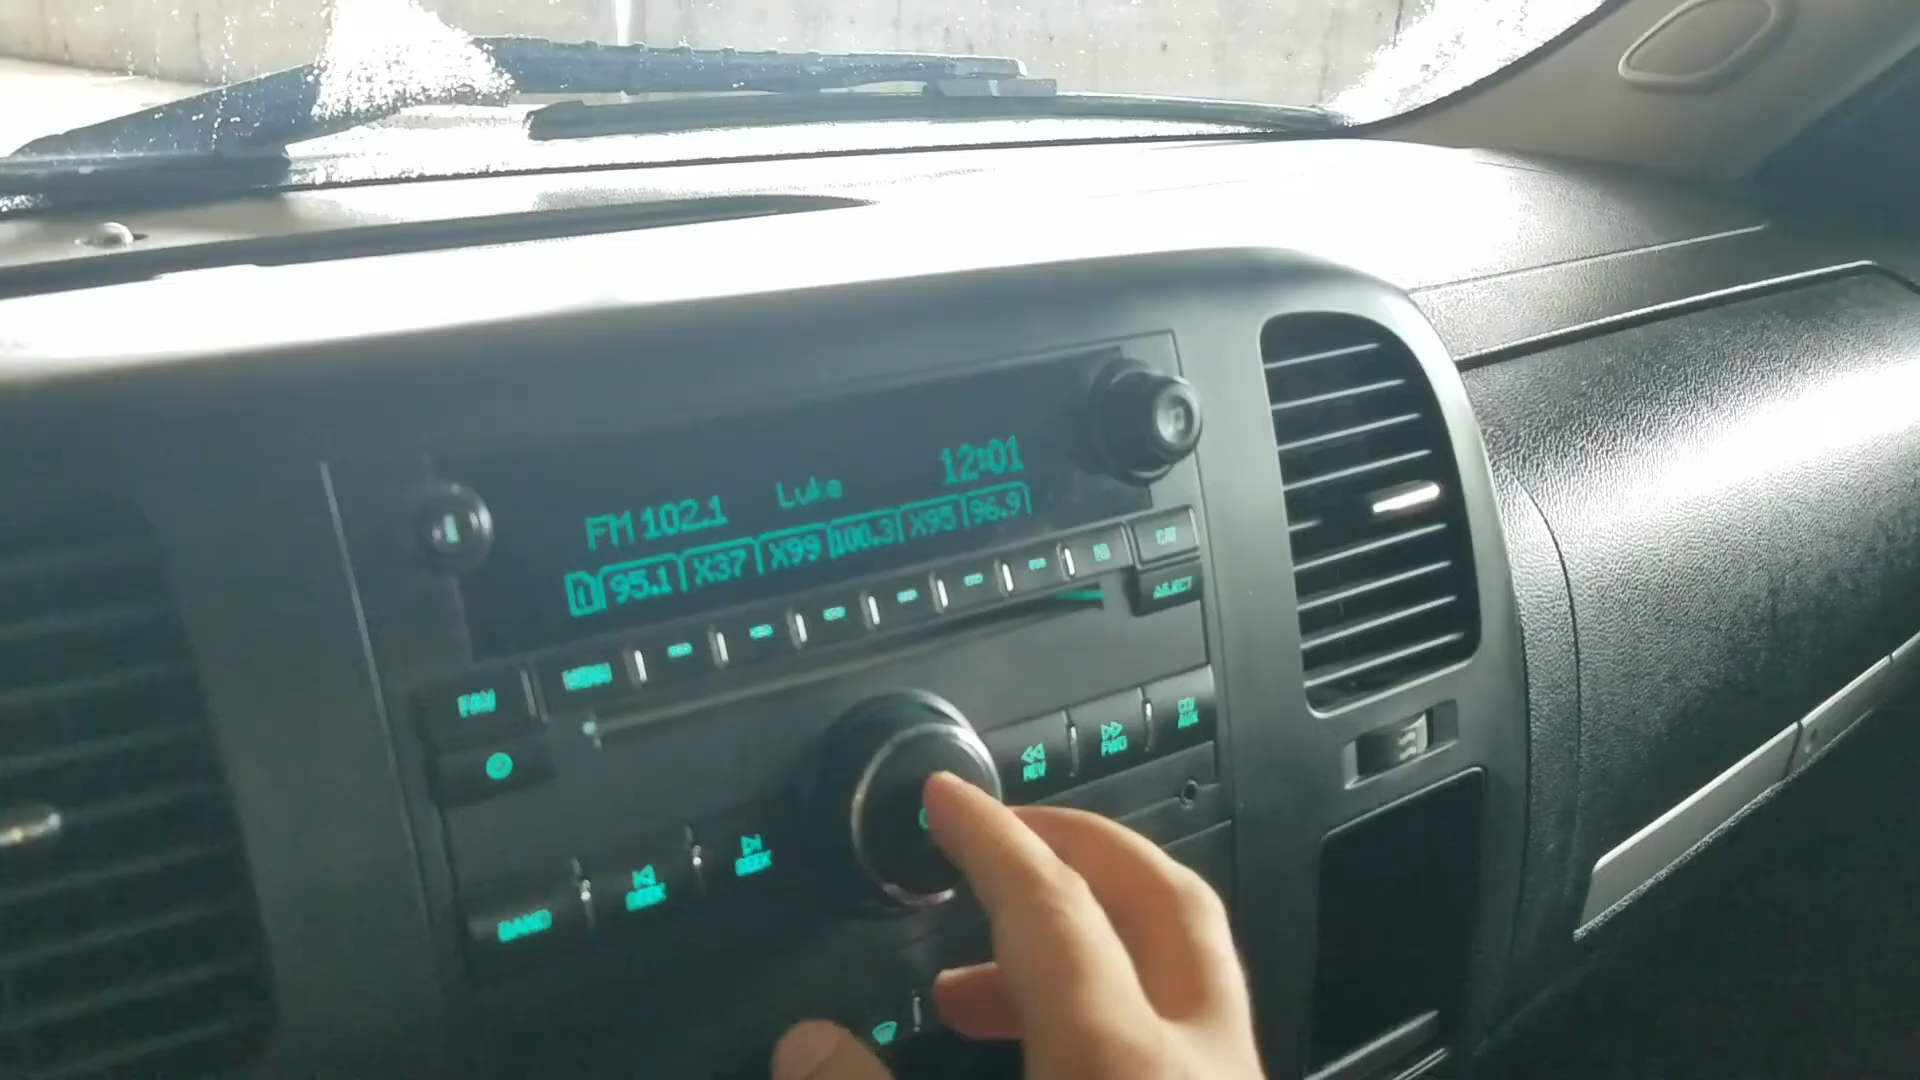 FM 102.1 Luke 12:01
1 95.1 X37 X99 100.3 X95 96.9
CAT
FAV MENU
EJECT
REV FWD CD/AUX
SEEK SEEK
BAND